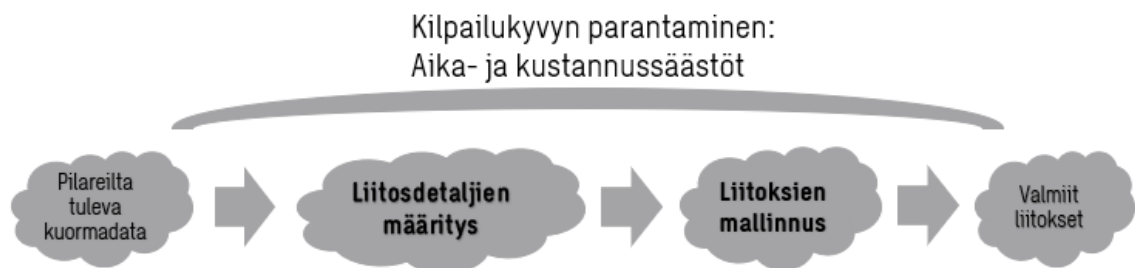 Kilpailukyvyn parantaminen:
Aika- ja kustannussäästöt
Pilareilta
tuleva
kuormadata
Liitosdetaljien
määritys
Liitoksien
mallinnus
Valmiit
liitokset